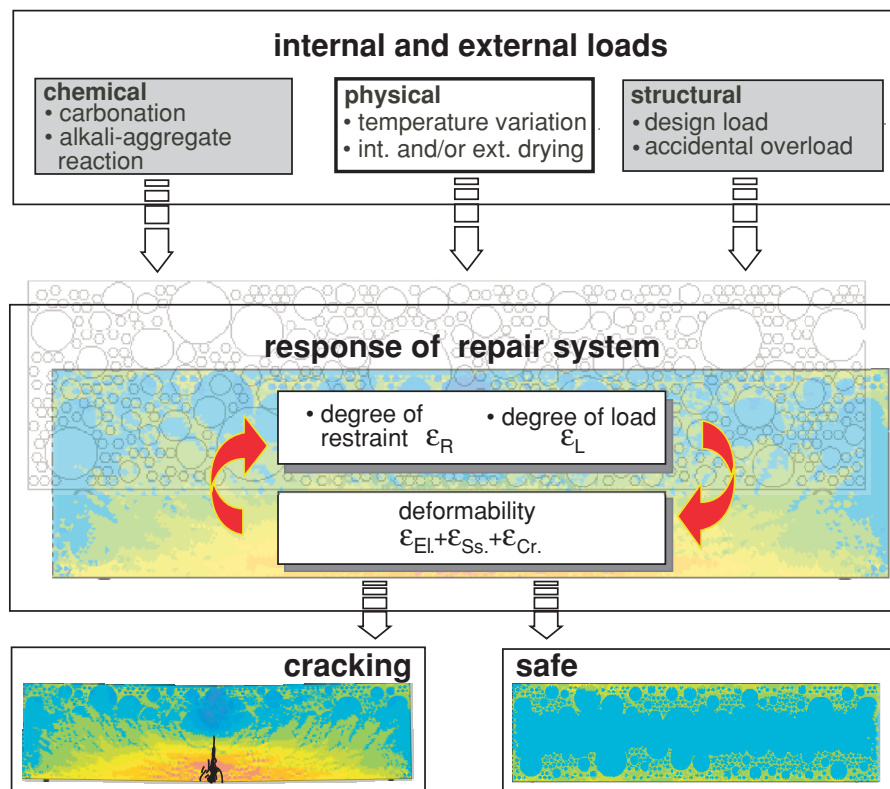 internal and external loads
chemical
• carbonation
• alkali-aggregate
reaction
physical
• temperature variation
• int. and/or ext. drying
structural
• design load
• accidental overload
response of repair system
• degree of
restraint εR
• degree of load
εL
deformability
εEl.+εSs.+εCr.
cracking
safe